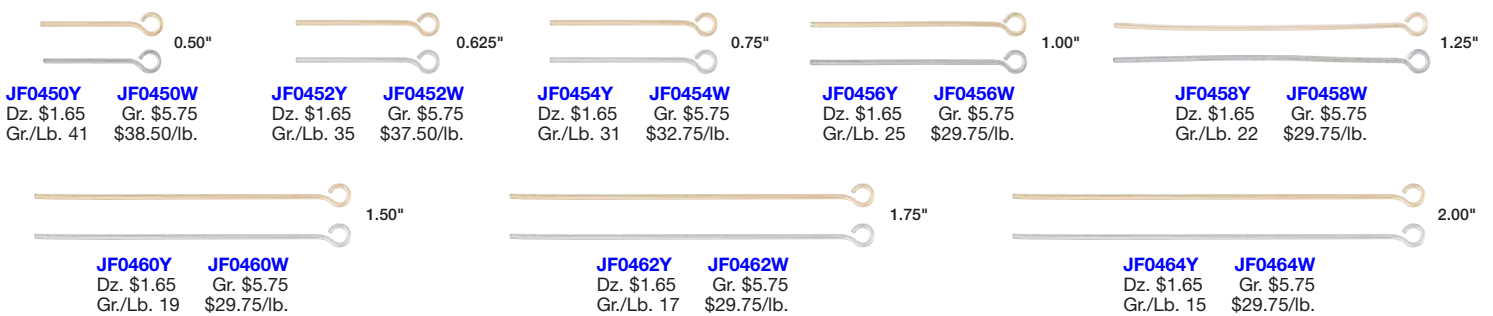 0.50"
JF0450Y JF0450W
Dz. $1.65 Gr. $5.75
Gr./Lb. 41 $38.50/lb.
0.625"
JF0452Y JF0452W
Dz. $1.65 Gr. $5.75
Gr./Lb. 35 $37.50/lb.
0.75"
JF0454Y JF0454W
Dz. $1.65 Gr. $5.75
Gr./Lb. 31 $32.75/lb.
1.00"
JF0456Y JF0456W
Dz. $1.65 Gr. $5.75
Gr./Lb. 25 $29.75/lb.
1.25"
JF0458Y JF0458W
Dz. $1.65 Gr. $5.75
Gr./Lb. 22 $29.75/lb.
1.50"
JF0460Y JF0460W
Dz. $1.65 Gr. $5.75
Gr./Lb. 19 $29.75/lb.
1.75"
JF0462Y JF0462W
Dz. $1.65 Gr. $5.75
Gr./Lb. 17 $29.75/lb.
2.00"
JF0464Y JF0464W
Dz. $1.65 Gr. $5.75
Gr./Lb. 15 $29.75/lb.